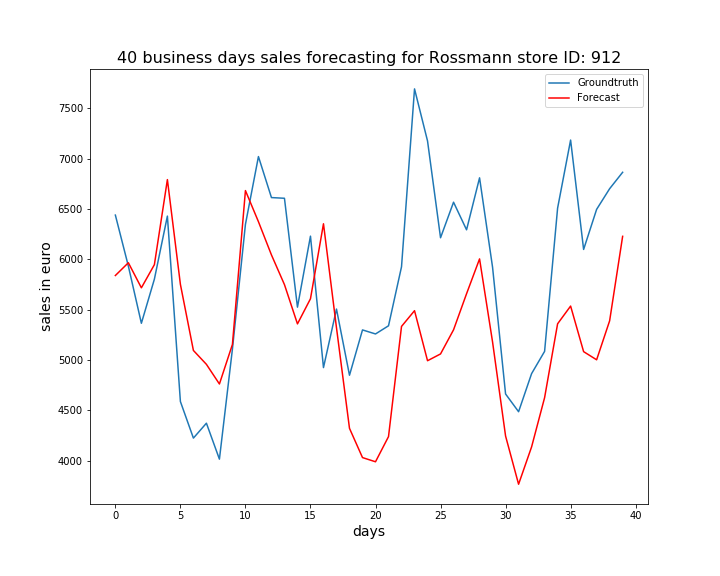 40 business days sales forecasting for Rossmann store ID: 912
Groundtruth
Forecast
sales in euro
7500
7000
6500
6000
5500
5000
4500
4000
0 5 10 15 20 25 30 35 40
days